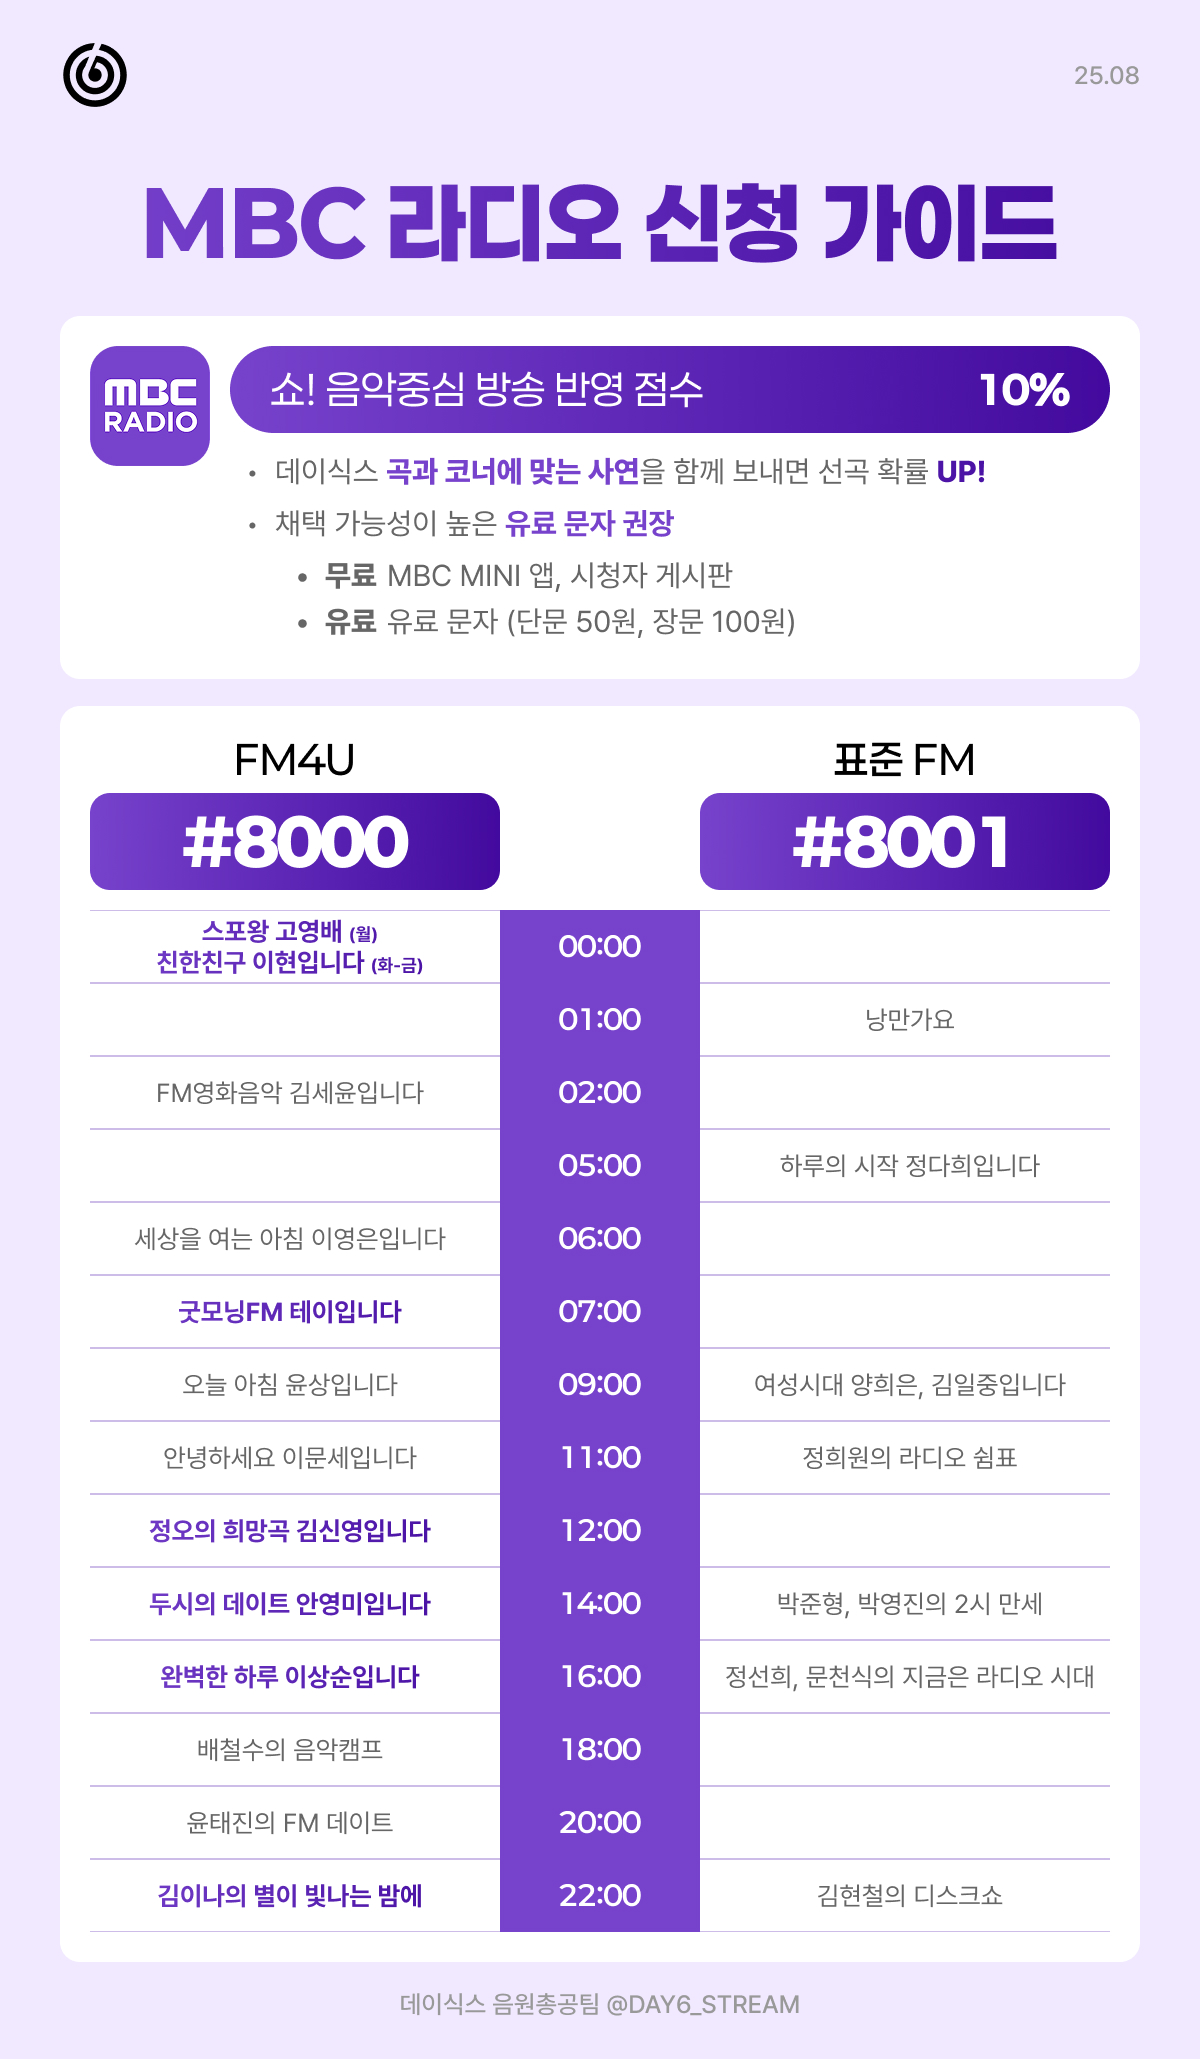 25.08
MBC 라디오 신청 가이드
MBC
RADIO
쇼! 음악중심 방송 반영 점수 10%
• 데이식스 곡과 코너에 맞는 사연을 함께 보내면 선곡 확률 UP!
• 채택 가능성이 높은 유료 문자 권장
• 무료 MBC MINI 앱, 시청자 게시판
• 유료 유료 문자 (단문 50원, 장문 100원)
FM4U 표준 FM
#8000 #8001
스포왕 고영배 (월)
친한친구 이현입니다 (화-금)
00:00
01:00 낭만가요
FM영화음악 김세윤입니다 02:00
05:00 하루의 시작 정다희입니다
세상을 여는 아침 이영은입니다 06:00
굿모닝FM 테이입니다 07:00
오늘 아침 윤상입니다 09:00 여성시대 양희은, 김일중입니다
안녕하세요 이문세입니다 11:00 정희원의 라디오 쉼표
정오의 희망곡 김신영입니다 12:00
두시의 데이트 안영미입니다 14:00 박준형, 박영진의 2시 만세
완벽한 하루 이상순입니다 16:00 정선희, 문천식의 지금은 라디오 시대
배철수의 음악캠프 18:00
윤태진의 FM 데이트 20:00
김이나의 별이 빛나는 밤에 22:00 김현철의 디스크쇼
데이식스 음원총공팀 @DAY6_STREAM